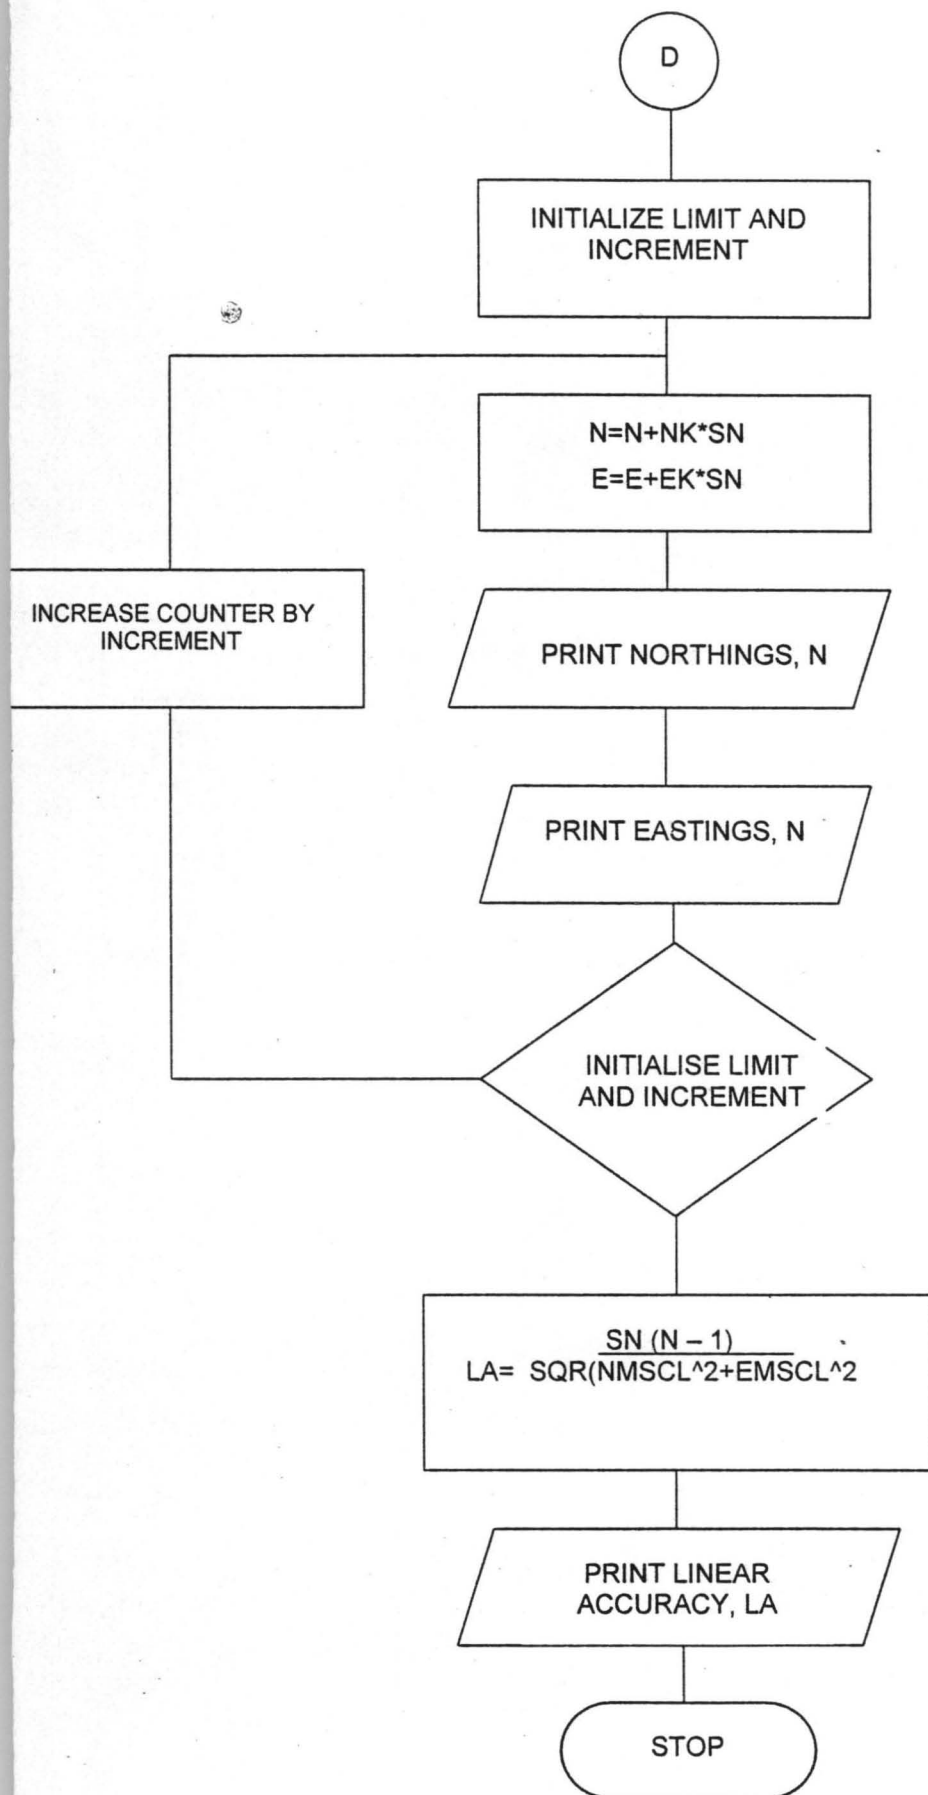 D
INITIALIZE LIMIT AND
INCREMENT
N=N+NK*SN
E=E+EK*SN
INCREASE COUNTER BY
INCREMENT
PRINT NORTHINGS, N
PRINT EASTINGS, N
INITIALISE LIMIT
AND INCREMENT
SN (N – 1)
LA= SQR(NMSCL^2+EMSCL^2
PRINT LINEAR
ACCURACY, LA
STOP